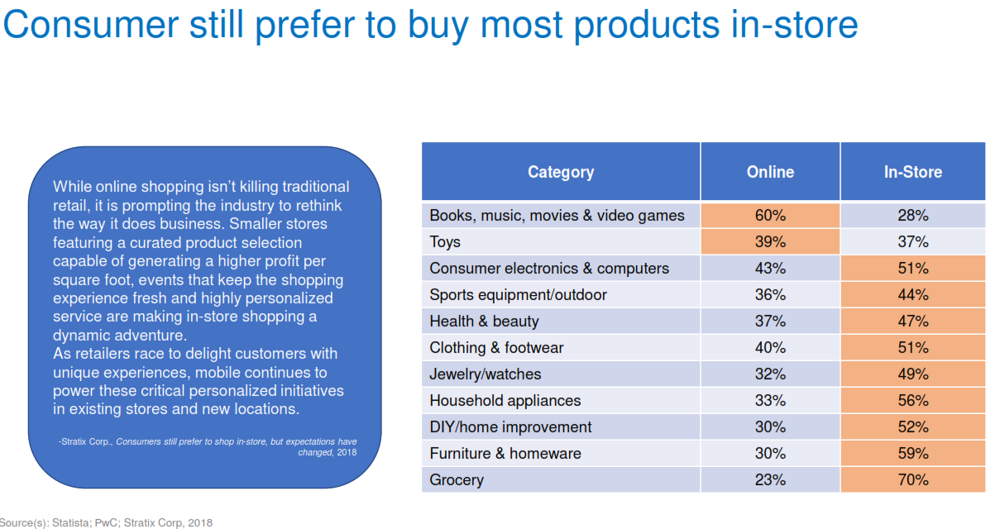 Consumer still prefer to buy most products in-store
While online shopping isn’t killing traditional
retail, it is prompting the industry to rethink
the way it does business. Smaller stores
featuring a curated product selection
capable of generating a higher profit per
square foot, events that keep the shopping
experience fresh and highly personalized
service are making in-store shopping a
dynamic adventure.
As retailers race to delight customers with
unique experiences, mobile continues to
power these critical personalized initiatives
in existing stores and new locations.
-Stratix Corp., Consumers still prefer to shop in-store, but expectations have
changed, 2018
Category Online In-Store
Books, music, movies & video games 60% 28%
Toys 39% 37%
Consumer electronics & computers 43% 51%
Sports equipment/outdoor 36% 44%
Health & beauty 37% 47%
Clothing & footwear 40% 51%
Jewelry/watches 32% 49%
Household appliances 33% 56%
DIY/home improvement 30% 52%
Furniture & homeware 30% 59%
Grocery 23% 70%
Source(s): Statista; PwC; Stratix Corp, 2018